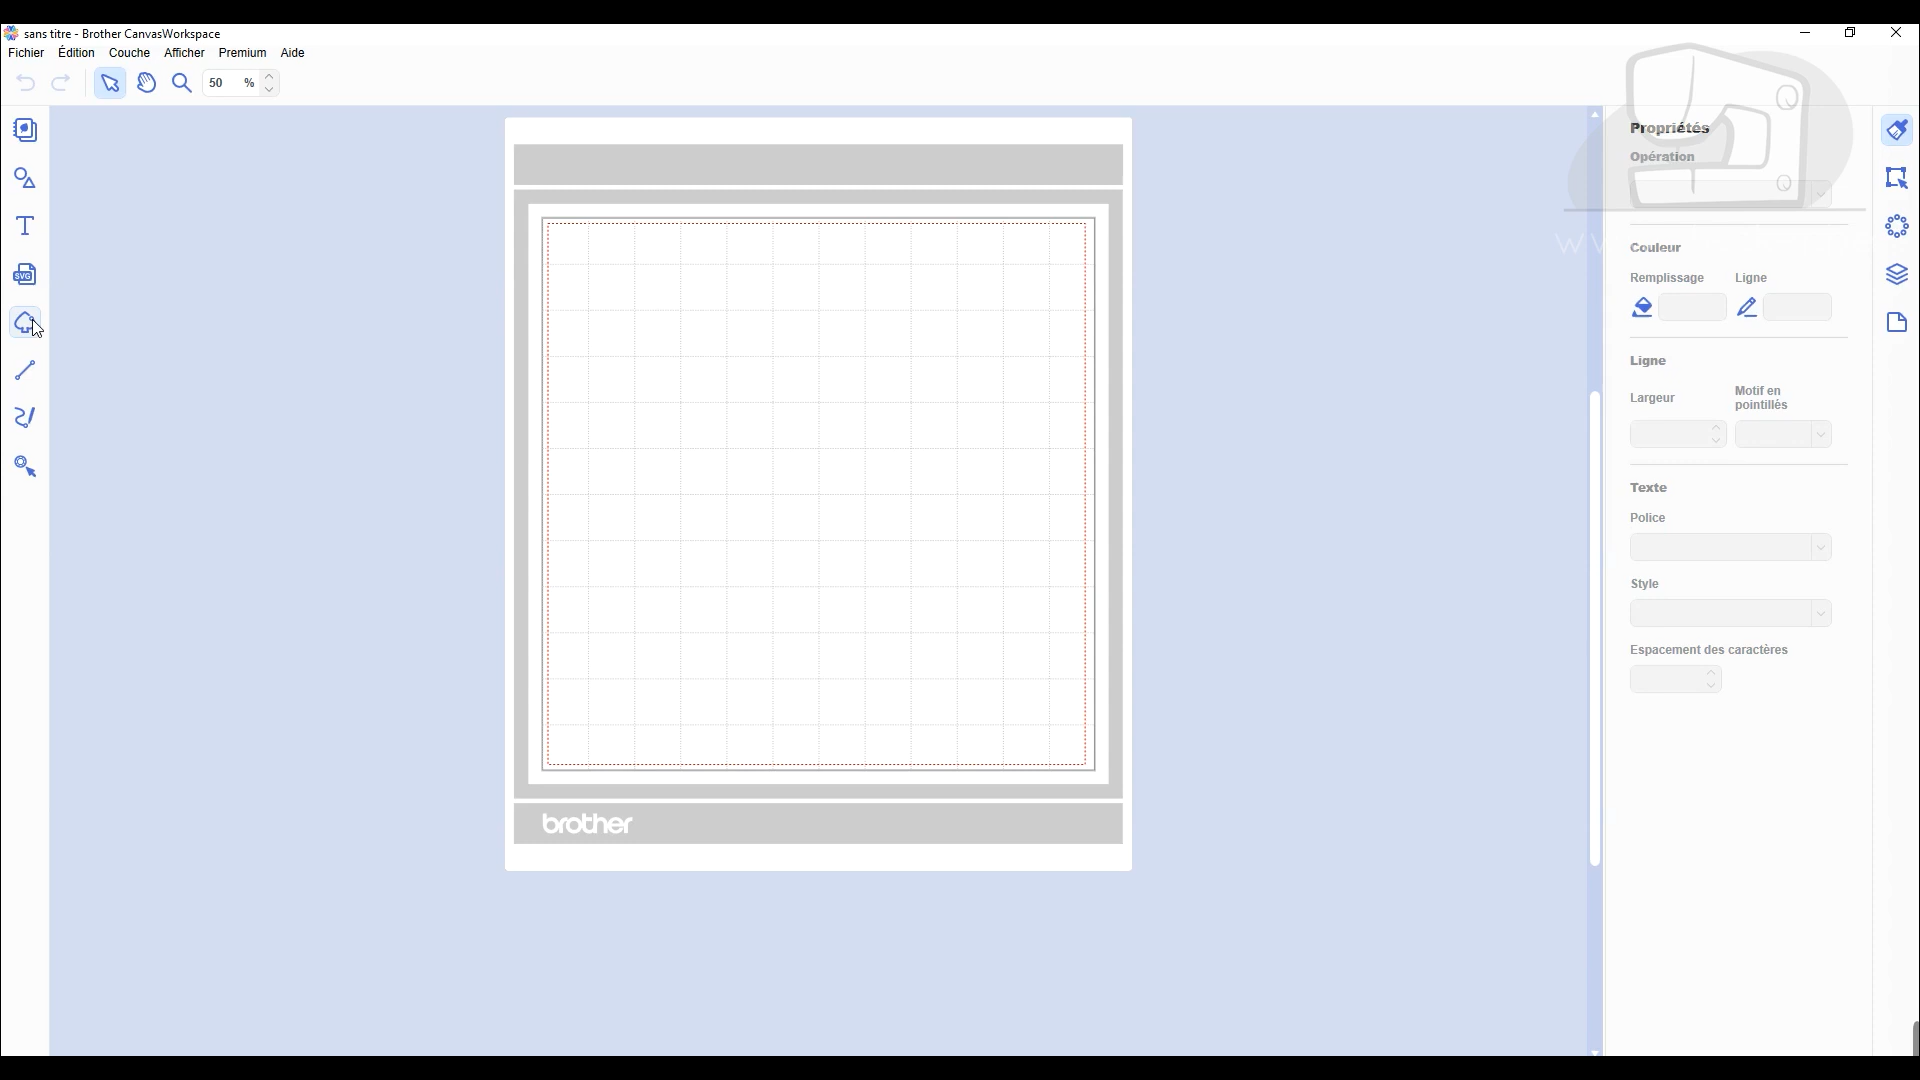 sans titre - Brother CanvasWorkspace
Fichier Édition Couche Afficher Premium Aide
50 %
Propriétés
Opération
Couleur
Remplissage Ligne
Ligne
Largeur
Motif en
pointillés
Texte
Police
Style
Espacement des caractères
SVG
brother